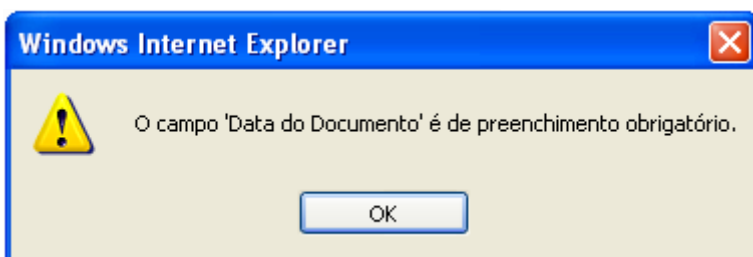 Windows Internet Explorer
O campo 'Data do Documento' é de preenchimento obrigatório.
OK